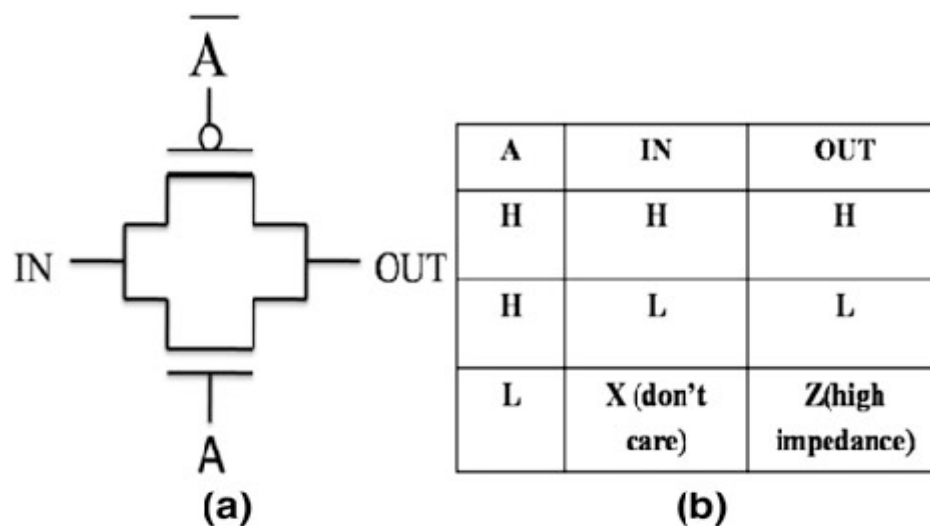 A̅
IN OUT
A
(a)
A IN OUT
H H H
H L L
L X (don't Z(high
care) impedance)
(b)